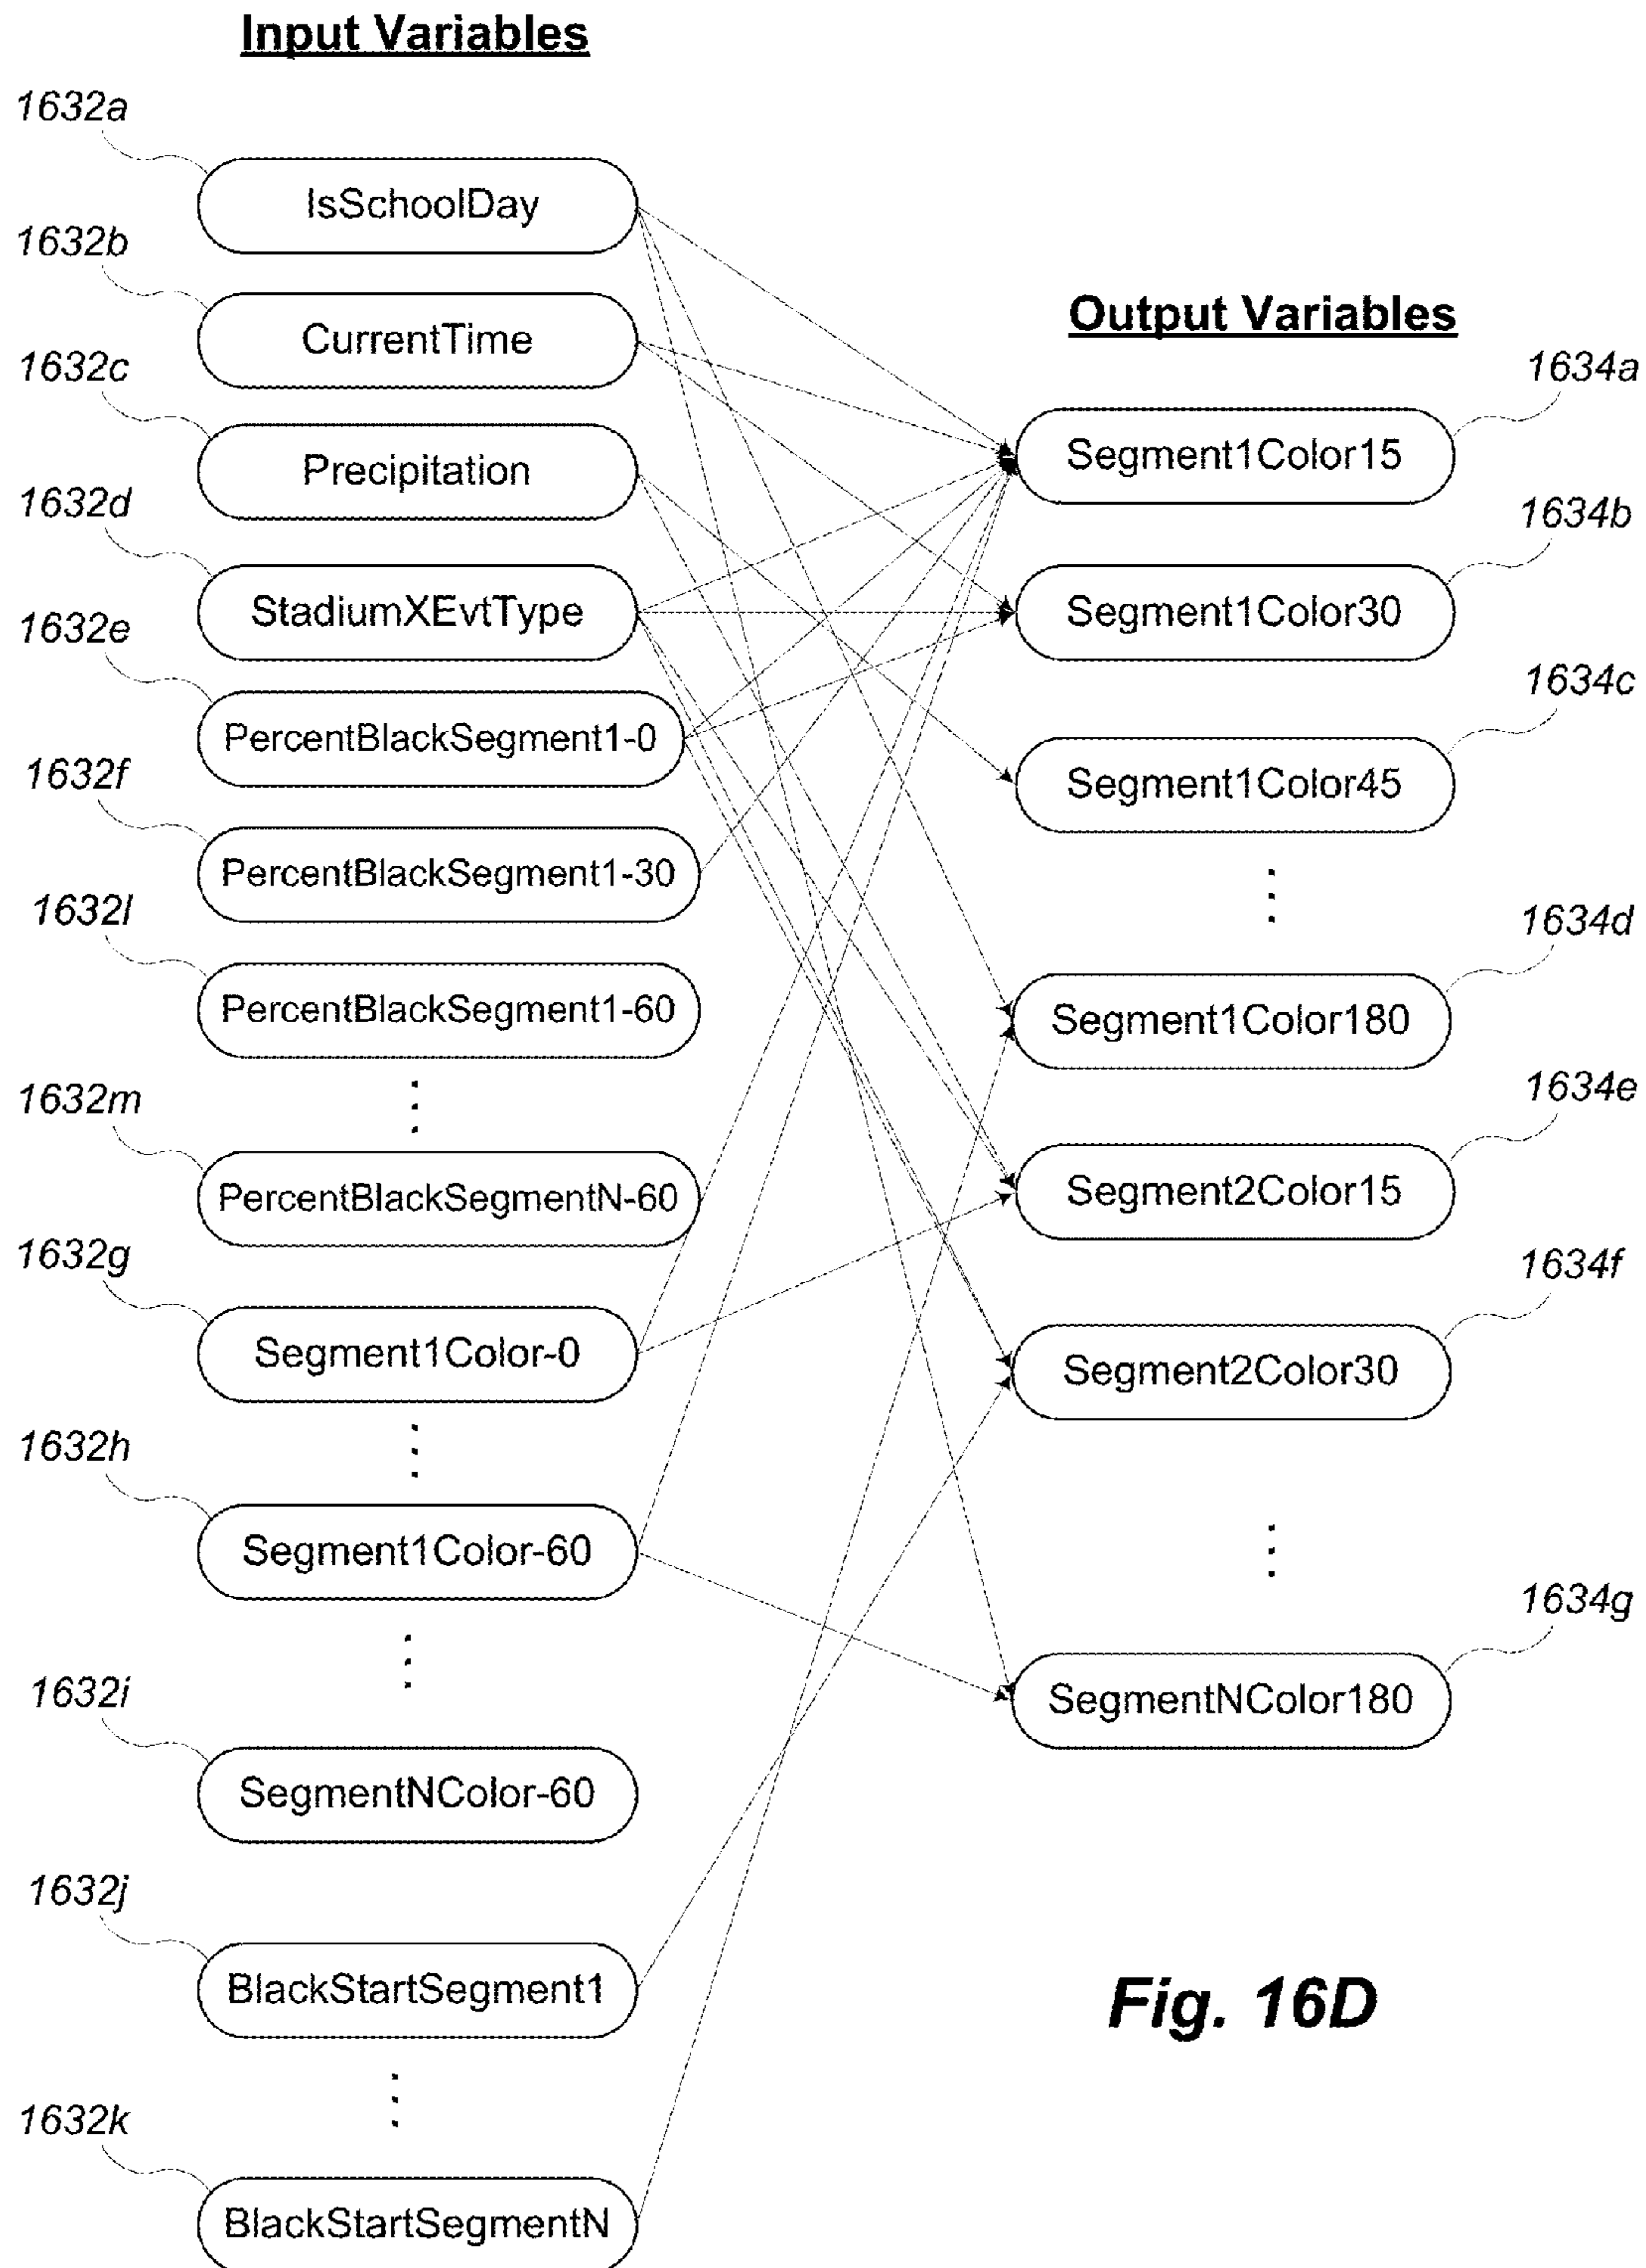 Input Variables
1632a
IsSchoolDay
1632b
CurrentTime
1632c
Precipitation
1632d
StadiumXEvtType
1632e
PercentBlackSegment1-0
1632f
PercentBlackSegment1-30
1632l
PercentBlackSegment1-60
1632m
PercentBlackSegmentN-60
1632g
Segment1Color-0
1632h
Segment1Color-60
1632i
SegmentNColor-60
1632j
BlackStartSegment1
1632k
BlackStartSegmentN
Output Variables
1634a
Segment1Color15
1634b
Segment1Color30
1634c
Segment1Color45
1634d
Segment1Color180
1634e
Segment2Color15
1634f
Segment2Color30
1634g
SegmentNColor180
Fig. 16D